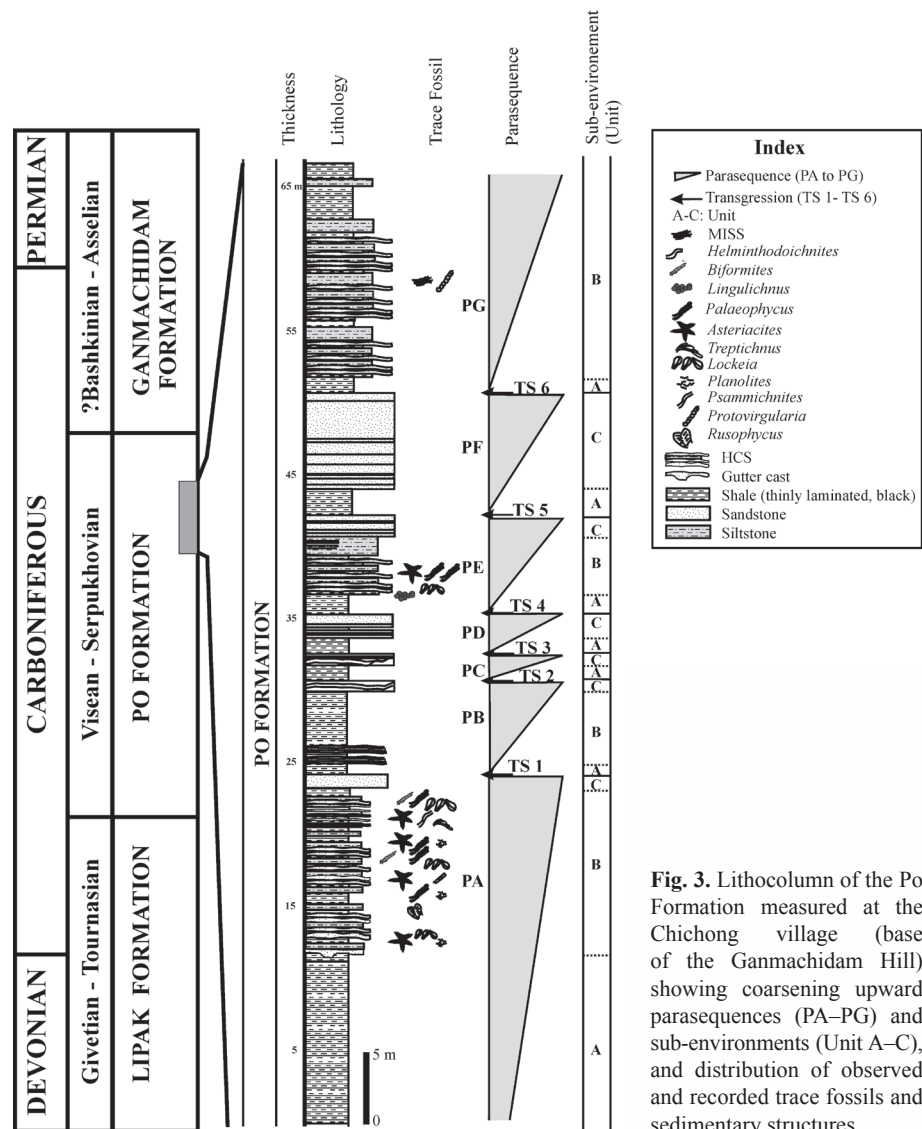 Thickness
Lithology
Trace Fossil
Parasequence
Sub-environement
(Unit)
PERMIAN
CARBONIFEROUS
DEVONIAN
?Bashkinian - Asselian
Visean - Serpukhovian
Givetian - Tournasian
GANMACHIDAM
FORMATION
PO FORMATION
LIPAK FORMATION
PO FORMATION
65 m
55
45
35
25
15
5
5 m
0
PG
PF
PE
PD
PC
PB
PA
TS 6
TS 5
TS 4
TS 3
TS 2
TS 1
B
A
C
A
C
B
A
C
A
C
A
C
B
A
C
B
A
Index
Parasequence (PA to PG)
Transgression (TS 1- TS 6)
A-C: Unit
MISS
Helminthodoichnites
Biformites
Lingulichnus
Palaeophycus
Asteriacites
Treptichnus
Lockeia
Planolites
Psammichnites
Protovirgularia
Rusophycus
HCS
Gutter cast
Shale (thinly laminated, black)
Sandstone
Siltstone
Fig. 3. Lithocolumn of the Po
Formation measured at the
Chichong village (base
of the Ganmachidam Hill)
showing coarsening upward
parasequences (PA–PG) and
sub-environments (Unit A–C),
and distribution of observed
and recorded trace fossils and
sedimentary structures